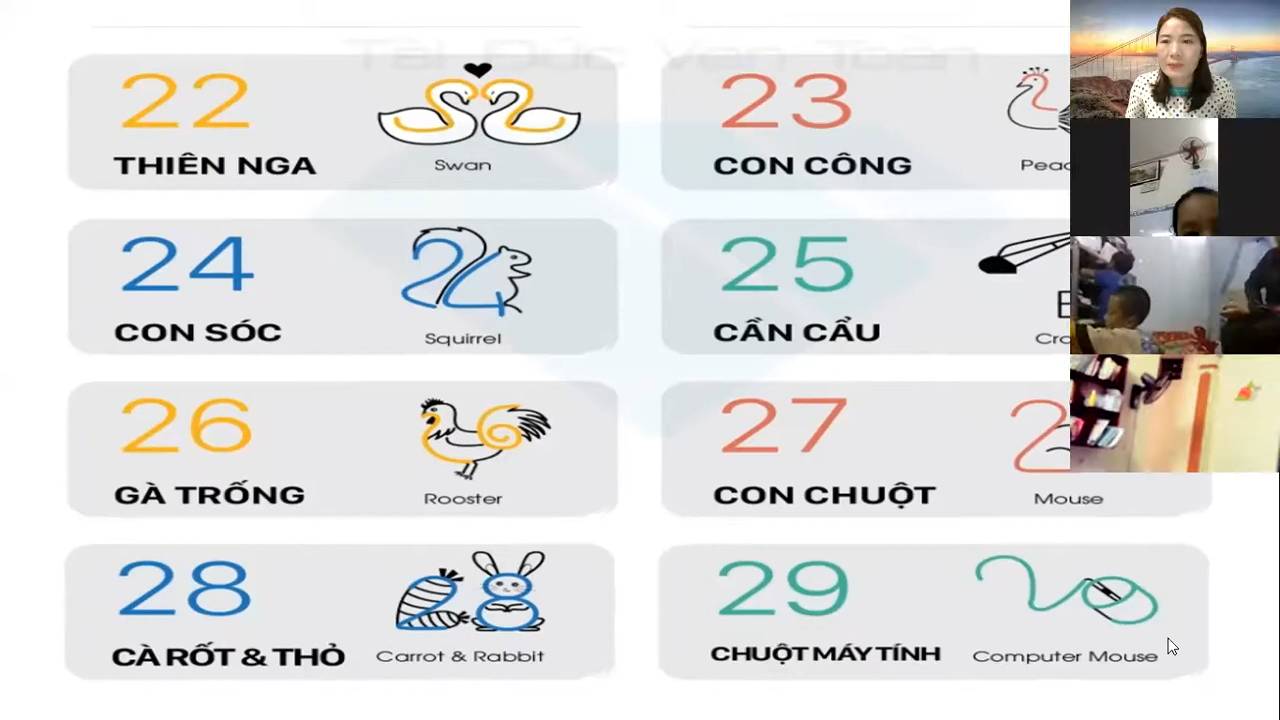 22
THIÊN NGA
Swan
23
CON CÔNG
24
CON SÓC
Squirrel
25
CẦN CẨU
26
GÀ TRỐNG
Rooster
27
CON CHUỘT
Mouse
28
CÀ RỐT & THỎ
Carrot & Rabbit
29
CHUỘT MÁY TÍNH
Computer Mouse